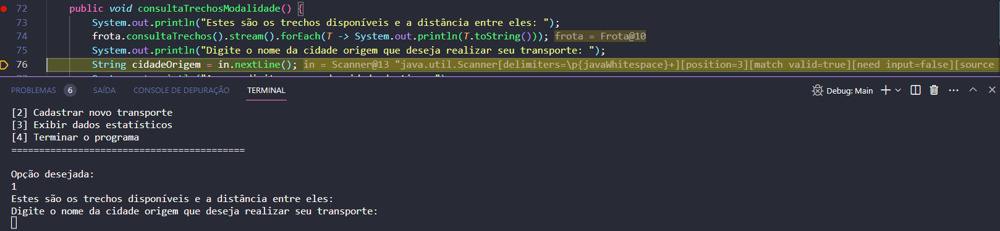 72 public void consultaTrechosModalidade() {
73 System.out.println("Estes são os trechos disponíveis e a distância entre eles: ");
74 frota.consultaTrechos().stream().forEach(T -> System.out.println(T.toString())); frota = Frota@10
75 System.out.println("Digite o nome da cidade origem que deseja realizar seu transporte: ");
76 String cidadeOrigem = in.nextLine(); in = Scanner@13 "java.util.Scanner[delimiters=\p{javaWhitespace}+][position=3][match valid=true][need input=false][source
PROBLEMAS 6 SAÍDA CONSOLE DE DEPURAÇÃO TERMINAL Debug: Main
[2] Cadastrar novo transporte
[3] Exibir dados estatísticos
[4] Terminar o programa
==========================================
Opção desejada:
1
Estes são os trechos disponíveis e a distância entre eles:
Digite o nome da cidade origem que deseja realizar seu transporte: